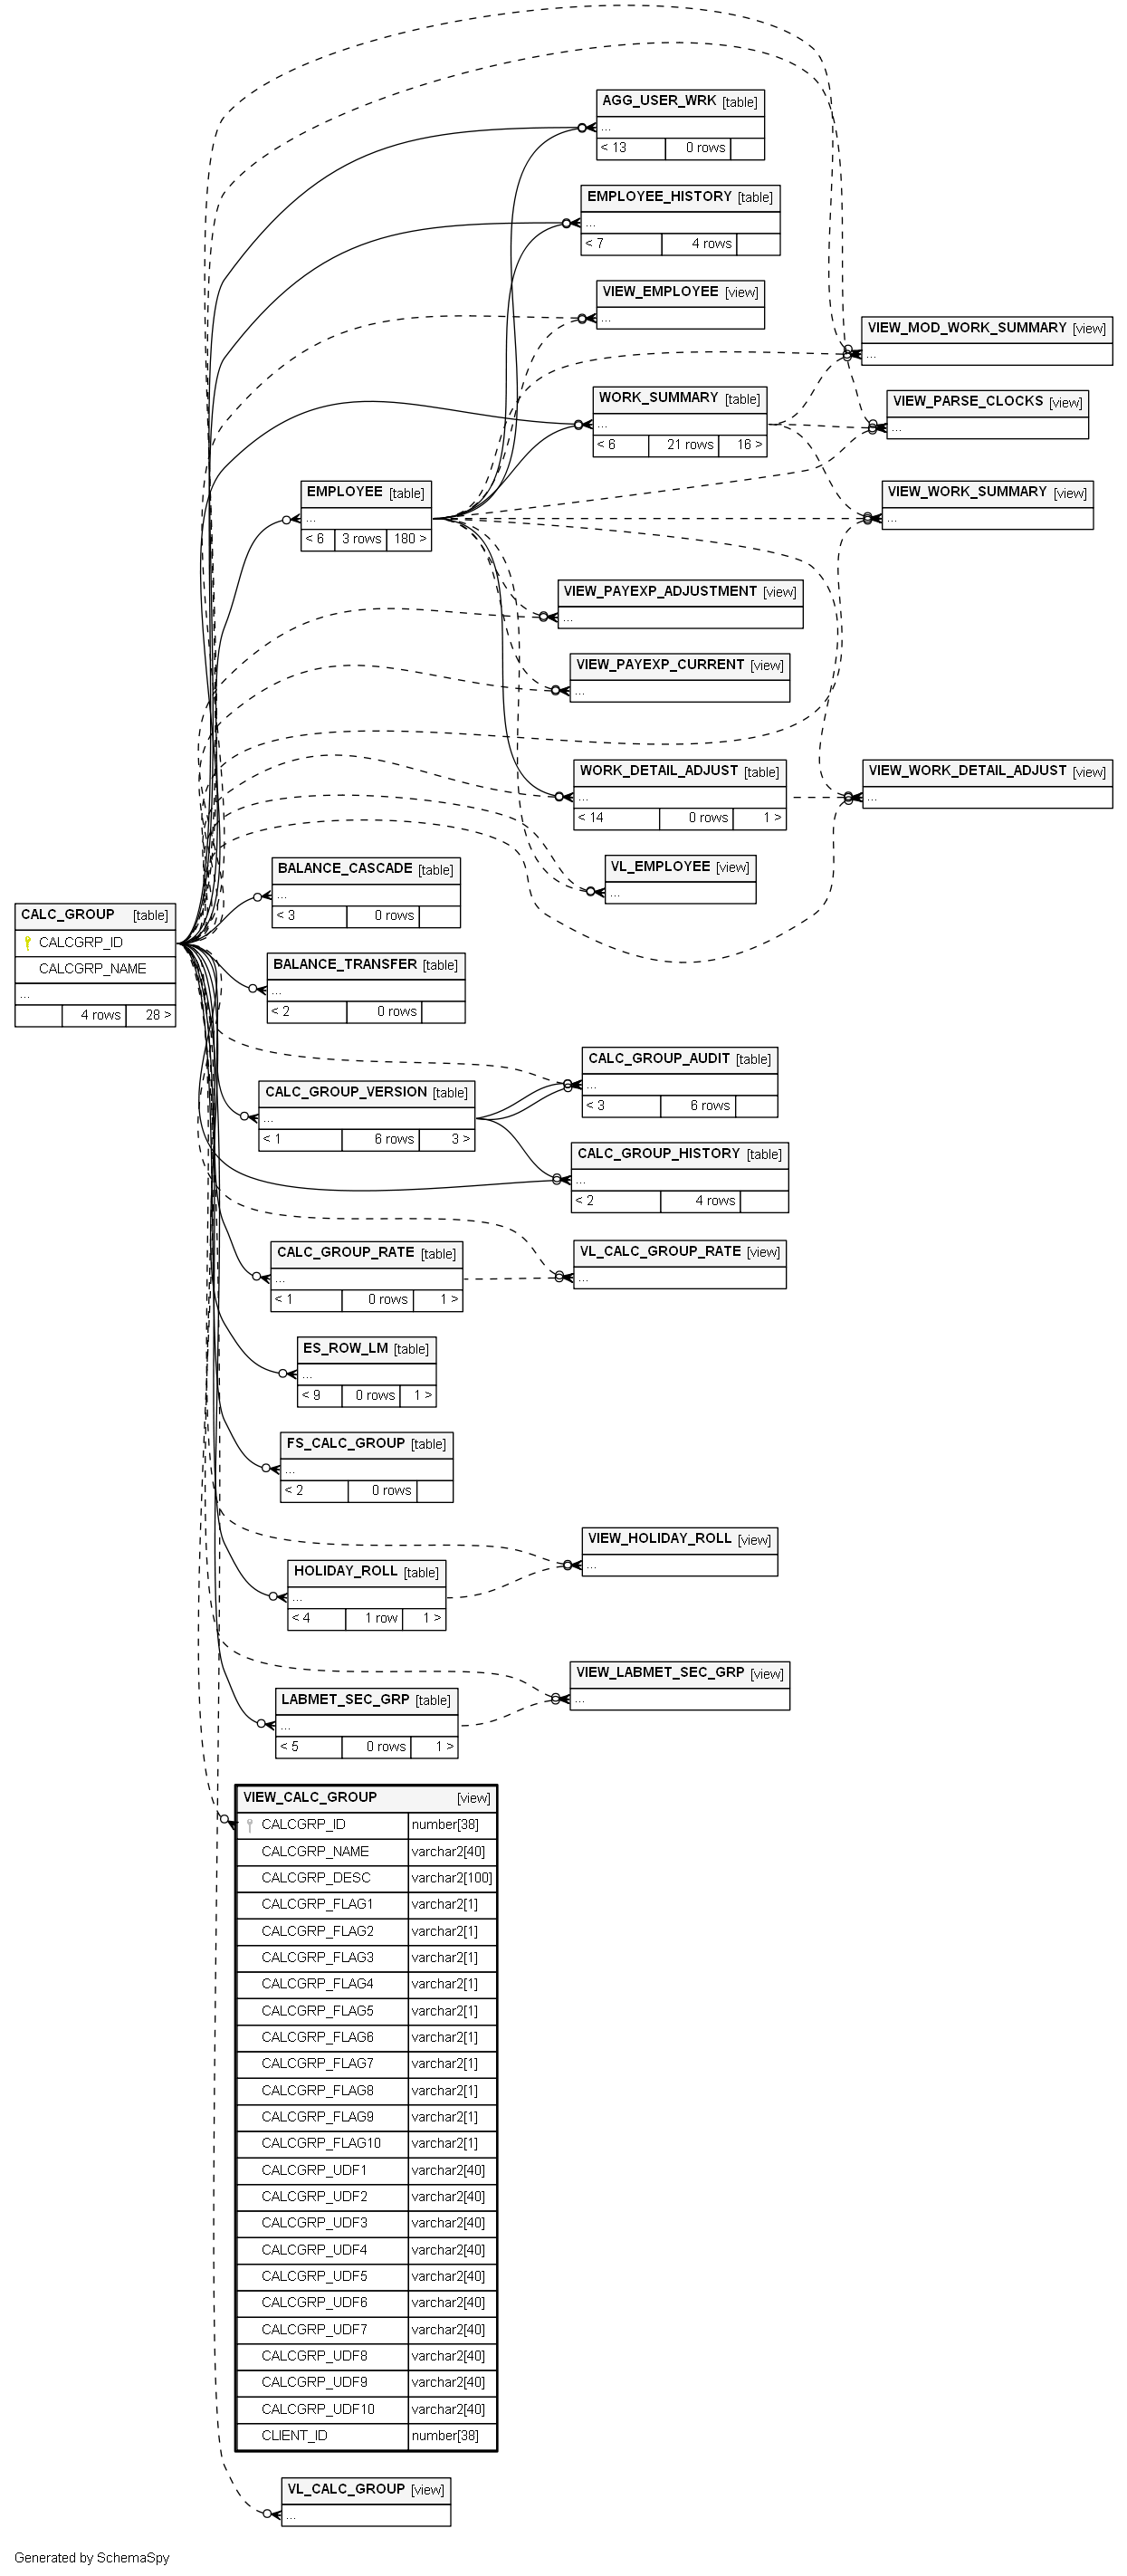 AGG_USER_WRK [table]
...
< 13 0 rows
EMPLOYEE_HISTORY [table]
...
< 7 4 rows
VIEW_EMPLOYEE [view]
...
VIEW_MOD_WORK_SUMMARY [view]
...
WORK_SUMMARY [table]
...
< 6 21 rows 16 >
VIEW_PARSE_CLOCKS [view]
...
EMPLOYEE [table]
...
< 6 3 rows 180 >
VIEW_WORK_SUMMARY [view]
...
VIEW_PAYEXP_ADJUSTMENT [view]
...
VIEW_PAYEXP_CURRENT [view]
...
WORK_DETAIL_ADJUST [table]
...
< 14 0 rows 1 >
VIEW_WORK_DETAIL_ADJUST [view]
...
VL_EMPLOYEE [view]
...
BALANCE_CASCADE [table]
...
< 3 0 rows
CALC_GROUP [table]
CALCGRP_ID
CALCGRP_NAME
...
4 rows 28 >
BALANCE_TRANSFER [table]
...
< 2 0 rows
CALC_GROUP_AUDIT [table]
...
< 3 6 rows
CALC_GROUP_VERSION [table]
...
< 1 6 rows 3 >
CALC_GROUP_HISTORY [table]
...
< 2 4 rows
CALC_GROUP_RATE [table]
...
< 1 0 rows 1 >
VL_CALC_GROUP_RATE [view]
...
ES_ROW_LM [table]
...
< 9 0 rows 1 >
FS_CALC_GROUP [table]
...
< 2 0 rows
VIEW_HOLIDAY_ROLL [view]
...
HOLIDAY_ROLL [table]
...
< 4 1 row 1 >
VIEW_LABMET_SEC_GRP [view]
...
LABMET_SEC_GRP [table]
...
< 5 0 rows 1 >
VIEW_CALC_GROUP [view]
CALCGRP_ID number[38]
CALCGRP_NAME varchar2[40]
CALCGRP_DESC varchar2[100]
CALCGRP_FLAG1 varchar2[1]
CALCGRP_FLAG2 varchar2[1]
CALCGRP_FLAG3 varchar2[1]
CALCGRP_FLAG4 varchar2[1]
CALCGRP_FLAG5 varchar2[1]
CALCGRP_FLAG6 varchar2[1]
CALCGRP_FLAG7 varchar2[1]
CALCGRP_FLAG8 varchar2[1]
CALCGRP_FLAG9 varchar2[1]
CALCGRP_FLAG10 varchar2[1]
CALCGRP_UDF1 varchar2[40]
CALCGRP_UDF2 varchar2[40]
CALCGRP_UDF3 varchar2[40]
CALCGRP_UDF4 varchar2[40]
CALCGRP_UDF5 varchar2[40]
CALCGRP_UDF6 varchar2[40]
CALCGRP_UDF7 varchar2[40]
CALCGRP_UDF8 varchar2[40]
CALCGRP_UDF9 varchar2[40]
CALCGRP_UDF10 varchar2[40]
CLIENT_ID number[38]
VL_CALC_GROUP [view]
...
Generated by SchemaSpy